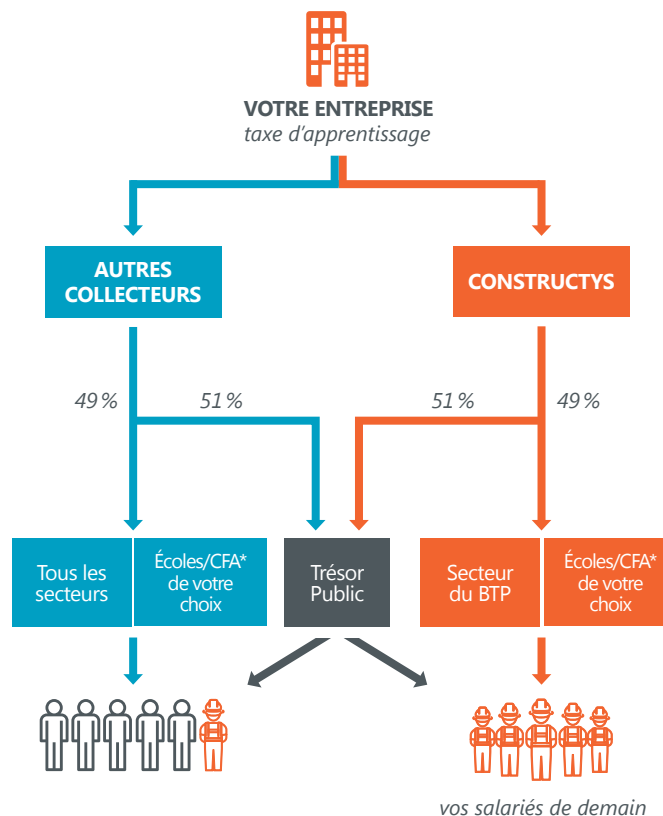 VOTRE ENTREPRISE
taxe d'apprentissage
AUTRES
COLLECTEURS
CONSTRUCTYS
49 %
51 %
51 %
49 %
Tous les
secteurs
Écoles/CFA*
de votre
choix
Trésor
Public
Secteur
du BTP
Écoles/CFA*
de votre
choix
vos salariés de demain